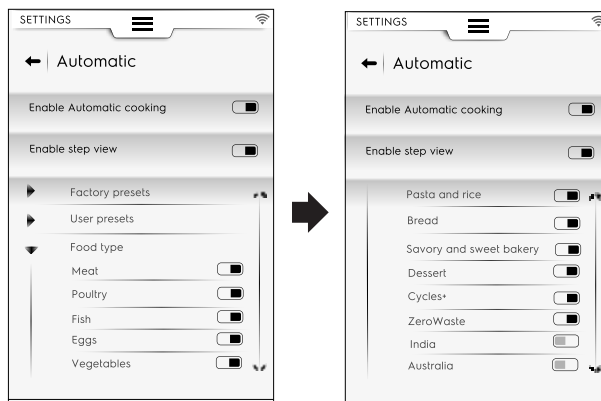 SETTINGS
Automatic
Enable Automatic cooking
Enable step view
Factory presets
User presets
Food type
Meat
Poultry
Fish
Eggs
Vegetables
SETTINGS
Automatic
Enable Automatic cooking
Enable step view
Pasta and rice
Bread
Savory and sweet bakery
Dessert
Cycles+
ZeroWaste
India
Australia